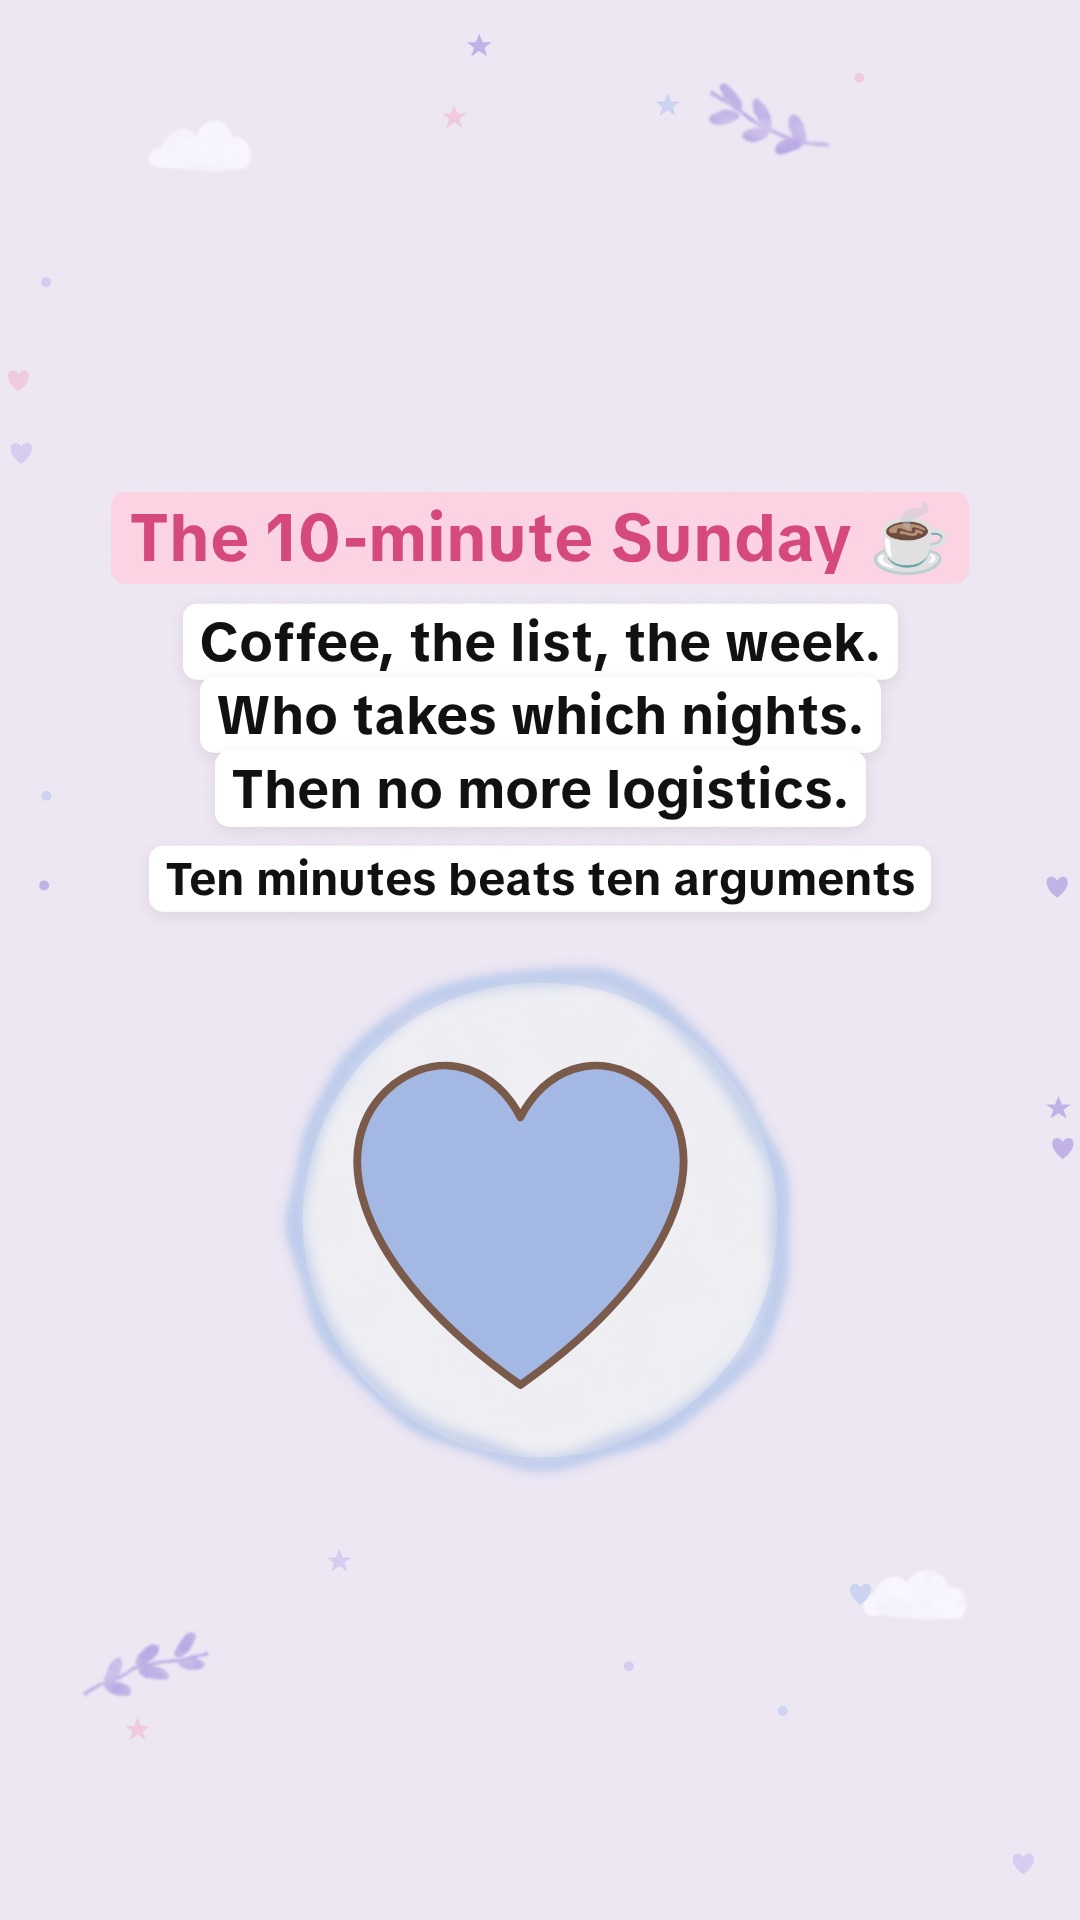 The 10-minute Sunday ☕
Coffee, the list, the week.
Who takes which nights.
Then no more logistics.
Ten minutes beats ten arguments